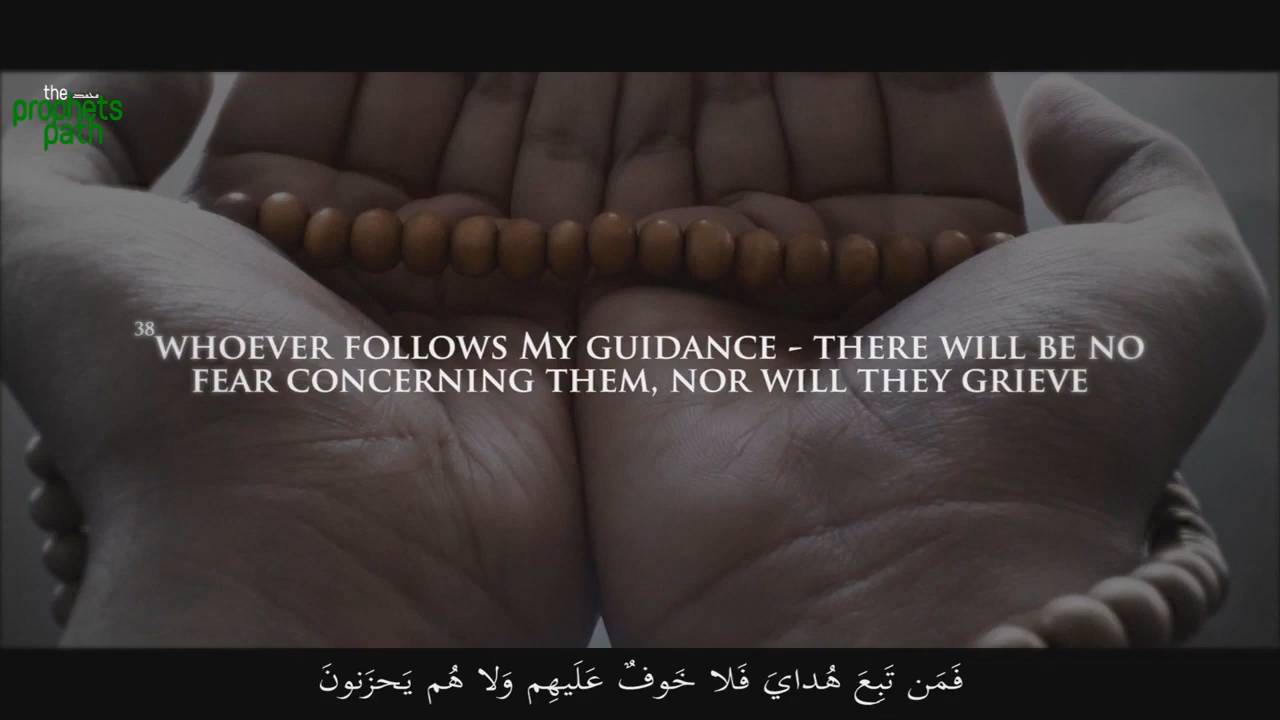 the محمد
prophets
path
38 WHOEVER FOLLOWS MY GUIDANCE - THERE WILL BE NO
FEAR CONCERNING THEM, NOR WILL THEY GRIEVE
فَمَن تَبِعَ هُدايَ فَلا خَوفٌ عَلَيهِم وَلا هُم يَحزَنونَ